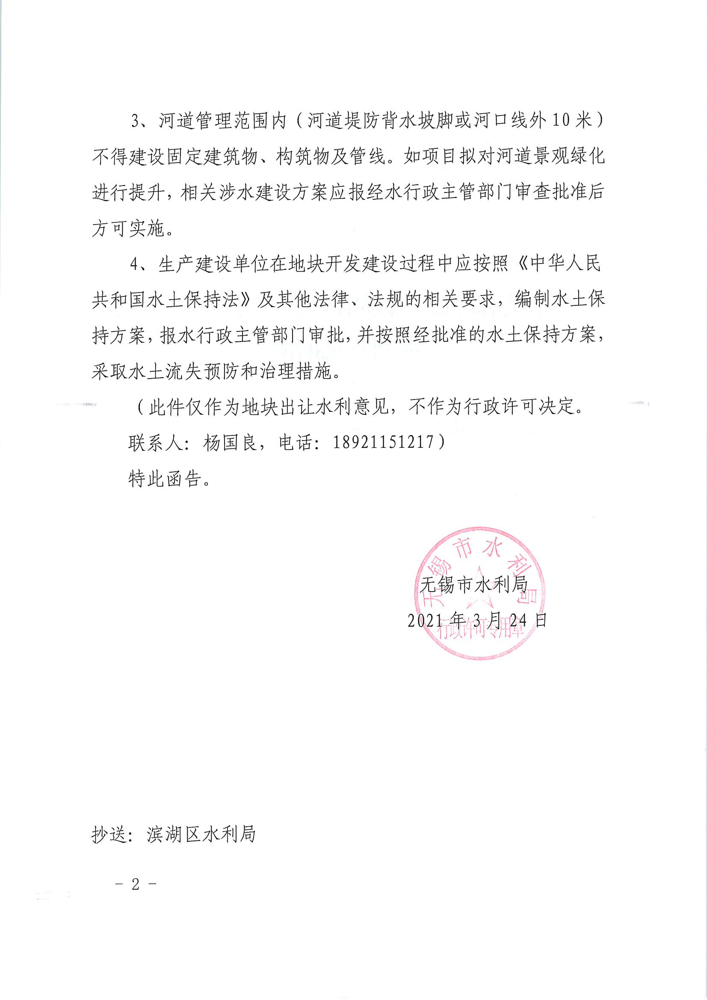 3、河道管理范围内（河道堤防背水坡脚或河口线外10米）
不得建设固定建筑物、构筑物及管线。如项目拟对河道景观绿化
进行提升，相关涉水建设方案应报经水行政主管部门审查批准后
方可实施。
4、生产建设单位在地块开发建设过程中应按照《中华人民
共和国水土保持法》及其他法律、法规的相关要求，编制水土保
持方案，报水行政主管部门审批，并按照经批准的水土保持方案，
采取水土流失预防和治理措施。
（此件仅作为地块出让水利意见，不作为行政许可决定。
联系人：杨国良，电话：18921151217）
特此函告。
无锡市水利局
无锡市水利局
2021年3月24日
行政许可专用章
抄送：滨湖区水利局
- 2 -